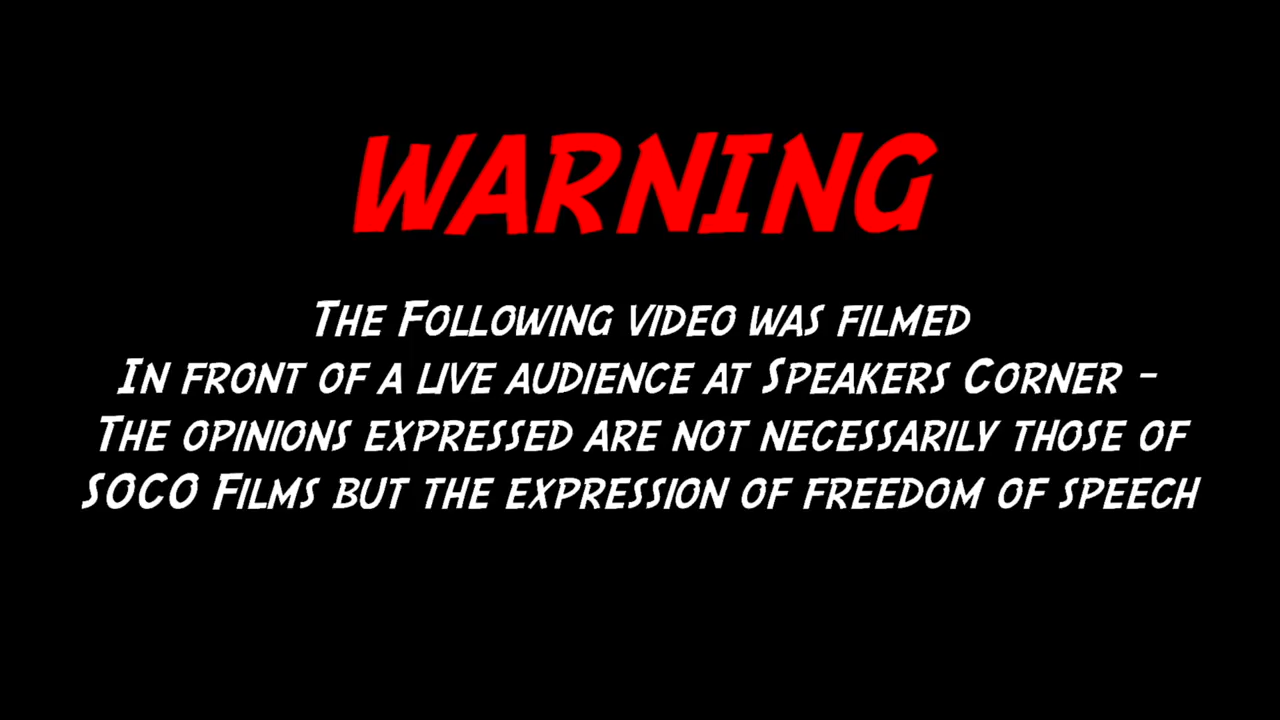 WARNING
THE FOLLOWING VIDEO WAS FILMED
IN FRONT OF A LIVE AUDIENCE AT SPEAKERS CORNER -
THE OPINIONS EXPRESSED ARE NOT NECESSARILY THOSE OF
SOCO FILMS BUT THE EXPRESSION OF FREEDOM OF SPEECH